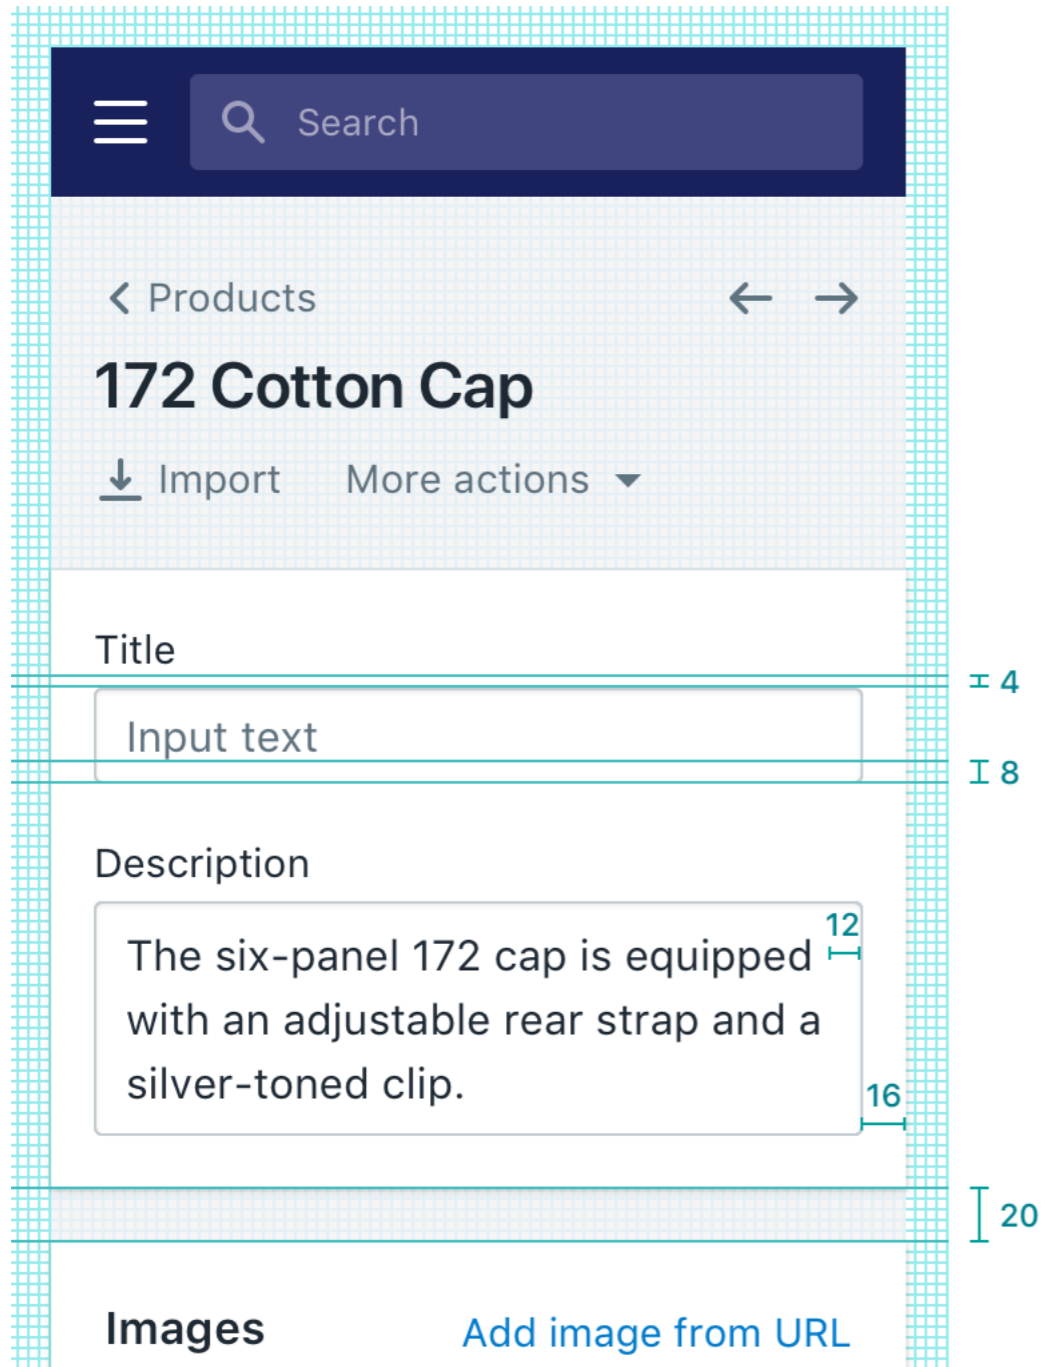 Search
Products
172 Cotton Cap
Import More actions
Title
4
Input text
8
Description
12
The six-panel 172 cap is equipped
with an adjustable rear strap and a
silver-toned clip.
16
20
Images Add image from URL